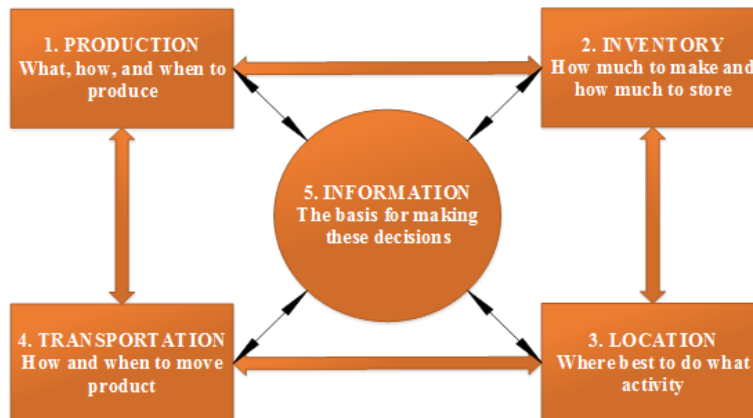 1. PRODUCTION
What, how, and when to
produce
2. INVENTORY
How much to make and
how much to store
5. INFORMATION
The basis for making
these decisions
4. TRANSPORTATION
How and when to move
product
3. LOCATION
Where best to do what
activity